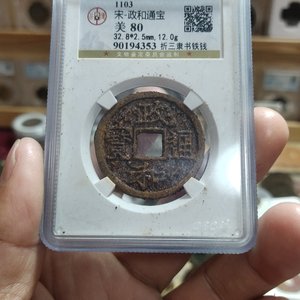 1103
宋·政和通宝
美 80
32.8*2.5mm,12.0g
90194353 折三隶书铁钱
政
寳 通
和